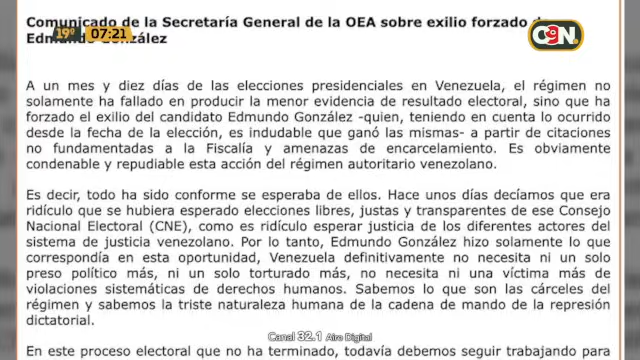 19°
07:21
C9N.
Comunicado de la Secretaría General de la OEA sobre exilio forzado
Edmundo González
A un mes y diez días de las elecciones presidenciales en Venezuela, el régimen no
solamente ha fallado en producir la menor evidencia de resultado electoral, sino que ha
forzado el exilio del candidato Edmundo González -quien, teniendo en cuenta lo ocurrido
desde la fecha de la elección, es indudable que ganó las mismas- a partir de citaciones
no fundamentadas a la Fiscalía y amenazas de encarcelamiento. Es obviamente
condenable y repudiable esta acción del régimen autoritario venezolano.
Es decir, todo ha sido conforme se esperaba de ellos. Hace unos días decíamos que era
ridículo que se hubiera esperado elecciones libres, justas y transparentes de ese Consejo
Nacional Electoral (CNE), como es ridículo esperar justicia de los diferentes actores del
sistema de justicia venezolano. Por lo tanto, Edmundo González hizo solamente lo que
correspondía en esta oportunidad, Venezuela definitivamente no necesita ni un solo
preso político más, ni un solo torturado más, no necesita ni una víctima más de
violaciones sistemáticas de derechos humanos. Sabemos lo que son las cárceles del
régimen y sabemos la triste naturaleza humana de la cadena de mando de la represión
dictatorial.
En este proceso electoral que no ha terminado, todavía debemos seguir trabajando para
Canal 32.1 Aire Digital